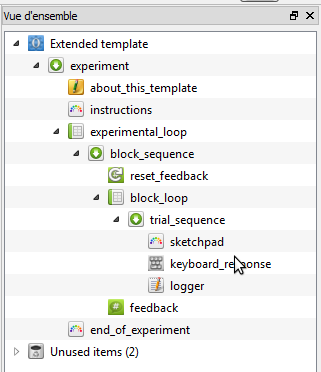 Vue d'ensemble
Extended template
experiment
about_this_template
instructions
experimental_loop
block_sequence
reset_feedback
block_loop
trial_sequence
sketchpad
keyboard_response
logger
feedback
end_of_experiment
Unused items (2)